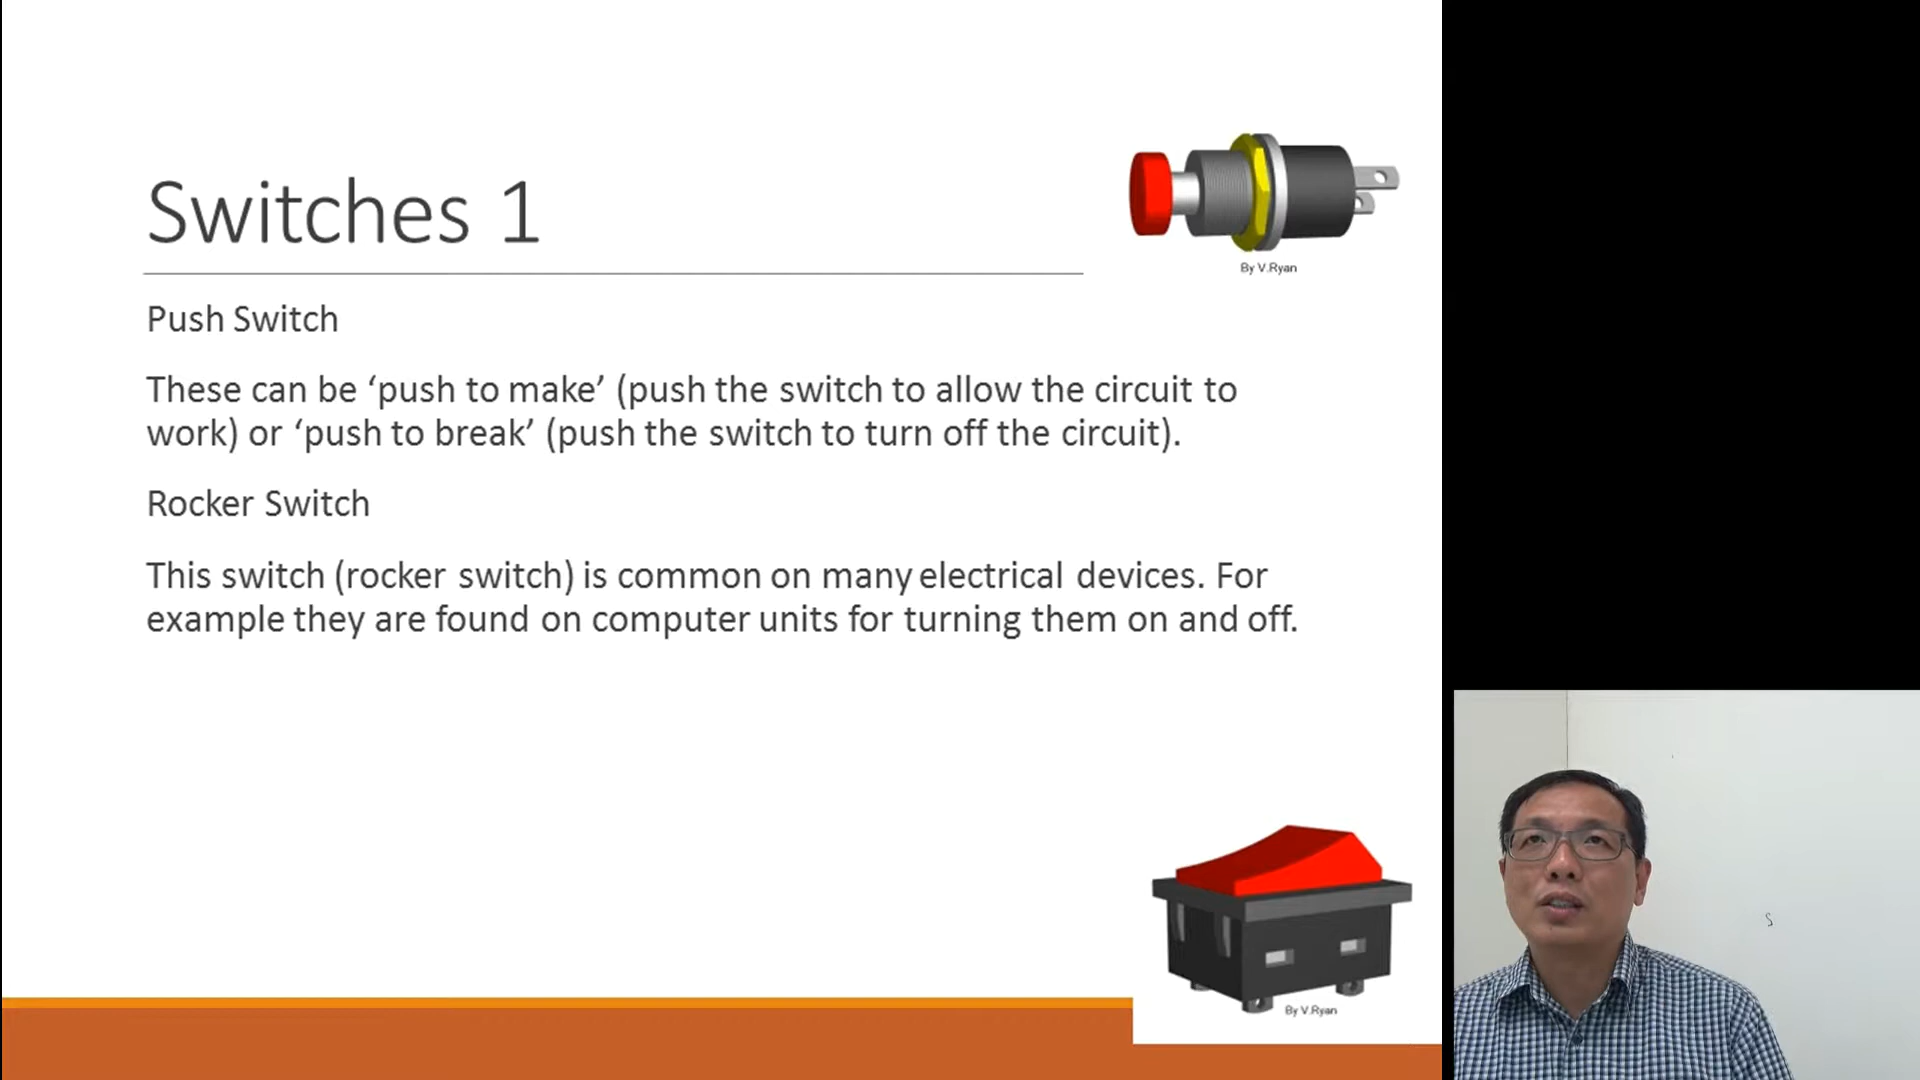 Switches 1
By V.Ryan
Push Switch
These can be ‘push to make’ (push the switch to allow the circuit to
work) or ‘push to break’ (push the switch to turn off the circuit).
Rocker Switch
This switch (rocker switch) is common on many electrical devices. For
example they are found on computer units for turning them on and off.
By V.Ryan
S